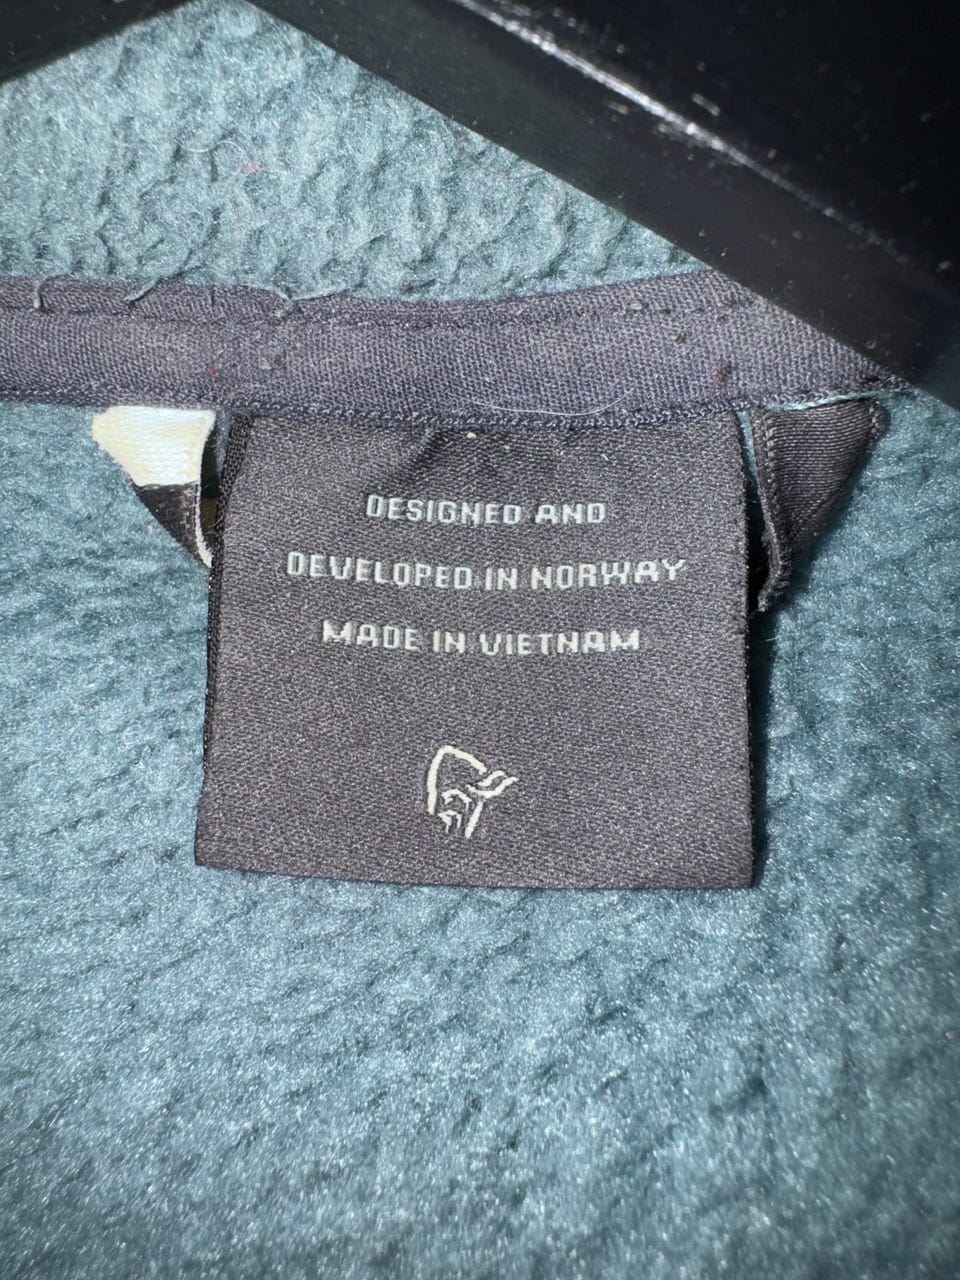 DESIGNED AND
DEVELOPED IN NORWAY
MADE IN VIETNAM